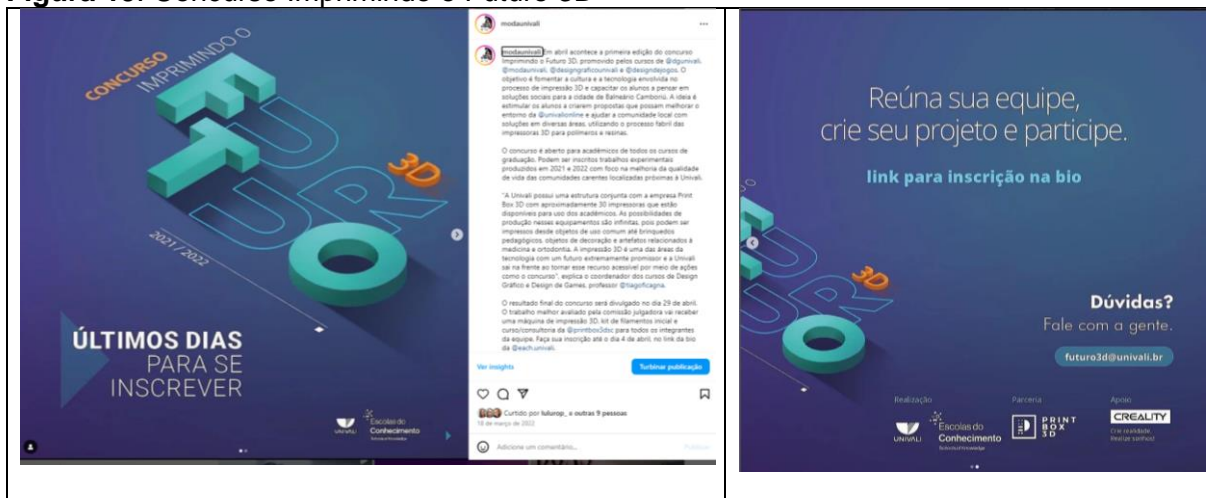 Figura 10: Concurso Imprimindo o Futuro 3D
CONCURSO
IMPRIMINDO O
FUTURO
3D
2021 / 2022
ÚLTIMOS DIAS
PARA SE
INSCREVER
UNIVALI
Escolas do
Conhecimento
modaunivali
modaunivali Em abril acontece a primeira edição do concurso
Imprimindo o Futuro 3D, promovido pelos cursos de @dgunivali,
@modaunivali, @designgraficounivali e @designdejogos. O
objetivo é fomentar a cultura e a tecnologia envolvida no
processo de impressão 3D e capacitar os alunos a pensar em
soluções sociais para a cidade de Balneário Camboriú. A ideia é
estimular os alunos a criarem propostas que possam melhorar o
entorno da @univalionline e ajudar a comunidade local com
soluções em diversas áreas, utilizando o processo fabril das
impressoras 3D para polímeros e resinas.
O concurso é aberto para acadêmicos de todos os cursos de
graduação. Podem ser inscritos trabalhos experimentais
produzidos em 2021 e 2022 com foco na melhoria da qualidade
de vida das comunidades carentes localizadas próximas à Univali.
"A Univali possui uma estrutura conjunta com a empresa Print
Box 3D com aproximadamente 30 impressoras que estão
disponíveis para uso dos acadêmicos. As possibilidades de
produção nesses equipamentos são infinitas, pois podem ser
impressos desde objetos de uso comum até brinquedos
pedagógicos, objetos de decoração e artefatos relacionados à
medicina e ortodontia. A impressão 3D é uma das áreas da
tecnologia com um futuro extremamente promissor e a Univali
sai na frente ao tornar esse recurso acessível por meio de ações
como o concurso", explica o coordenador dos cursos de Design
Gráfico e Design de Games, professor @tiagoficagna.
O resultado final do concurso será divulgado no dia 29 de abril.
O trabalho melhor avaliado pela comissão julgadora vai receber
uma máquina de impressão 3D, kit de filamentos inicial e
curso/consultoria da @printbox3dsc para todos os integrantes
da equipe. Faça sua inscrição até o dia 4 de abril, no link da bio
da @each.univali.
Ver insights
Turbinar publicação
Curtido por lulurop_ e outras 9 pessoas
18 de março de 2022
Adicione um comentário...
Publicar
Reúna sua equipe,
crie seu projeto e participe.
link para inscrição na bio
3D
Dúvidas?
Fale com a gente.
futuro3d@univali.br
Realização
Parceria
Apoio
UNIVALI
Escolas do
Conhecimento
PRINT
BOX
3D
CREALITY
Crie realidade,
Realize sonhos!